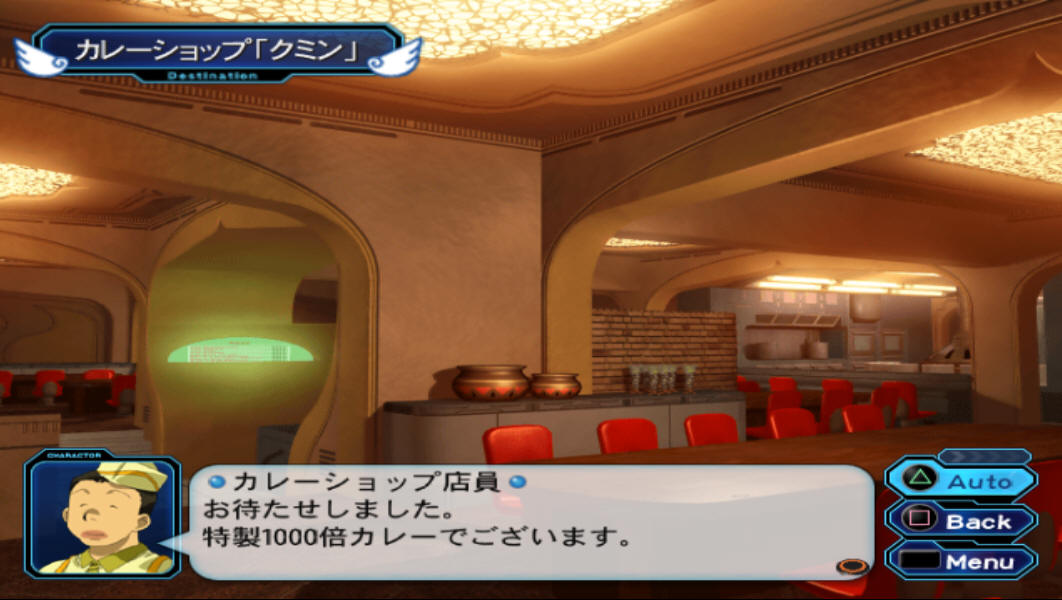 カレーショップ「クミン」
Destination
CHARACTOR
カレーショップ店員
お待たせしました。
特製1000倍カレーでございます。
Auto
Back
Menu